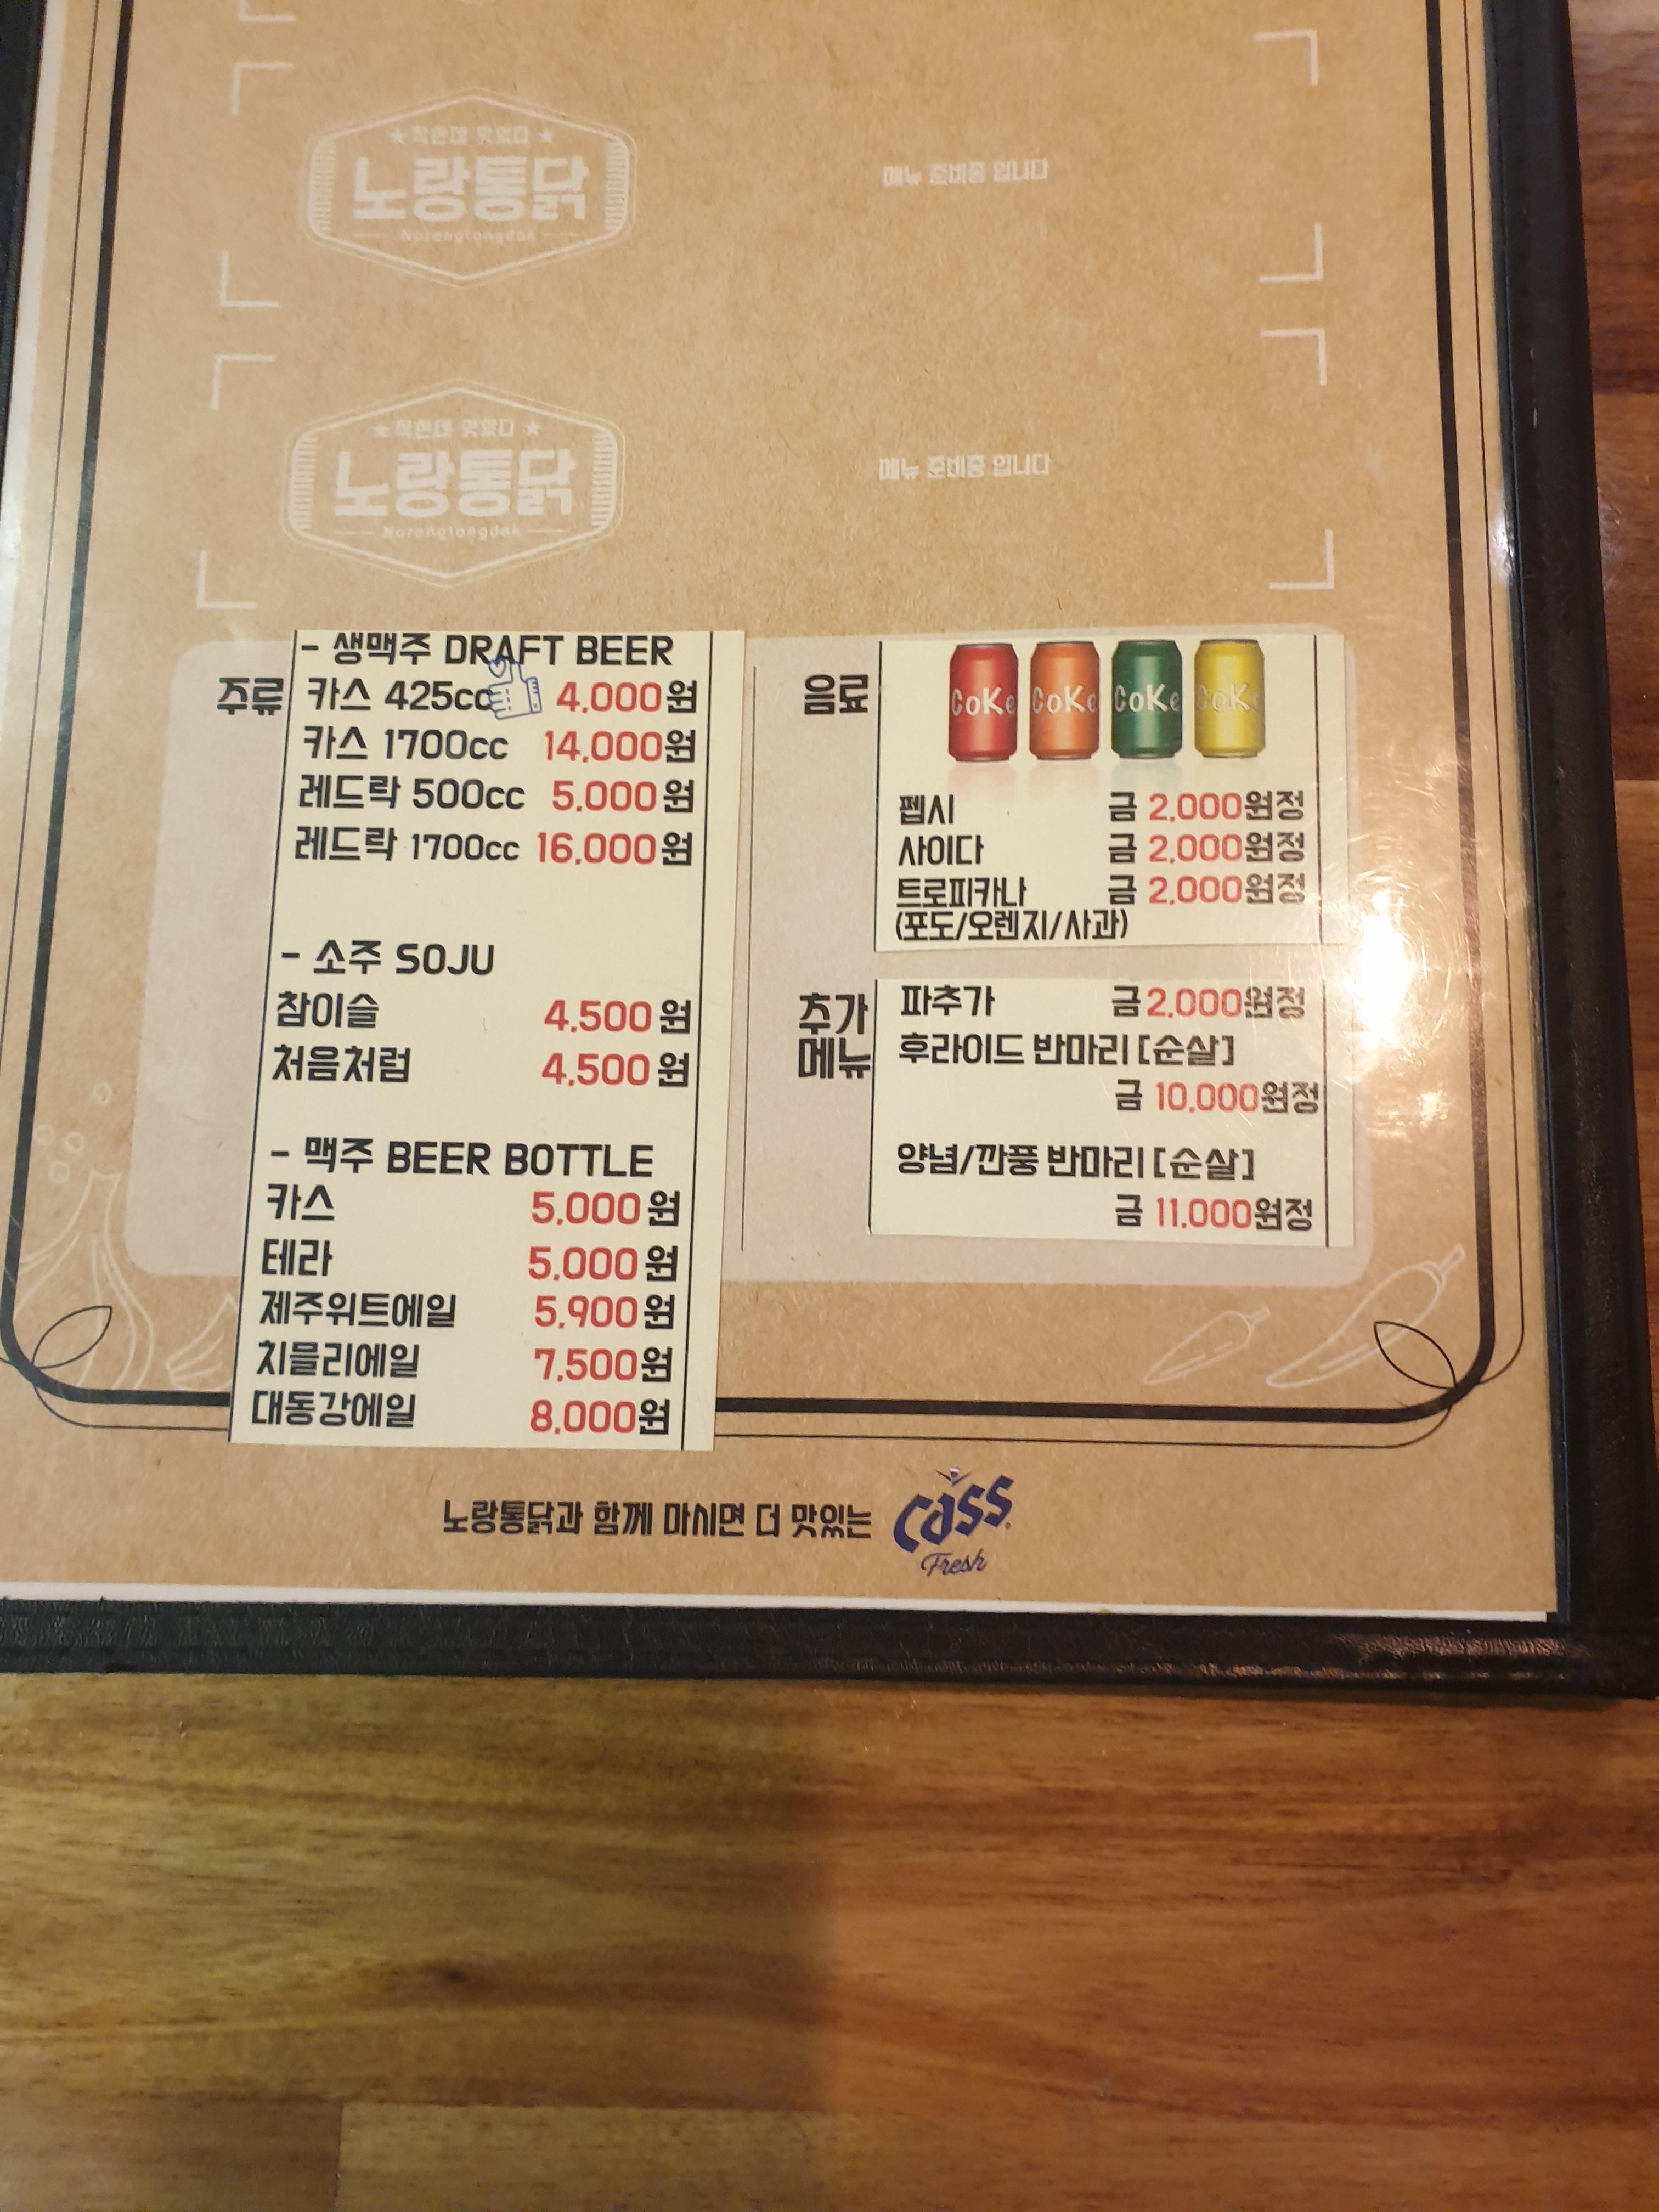 착한데 맛있다
노랑통닭
Norangtongdak
메뉴 준비중 입니다
착한데 맛있다
노랑통닭
Norangtongdak
메뉴 준비중 입니다
주류
- 생맥주 DRAFT BEER
카스 425cc 4,000원
카스 1700cc 14,000원
레드락 500cc 5,000원
레드락 1700cc 16,000원
- 소주 SOJU
참이슬 4,500원
처음처럼 4,500원
- 맥주 BEER BOTTLE
카스 5,000원
테라 5,000원
제주위트에일 5,900원
치믈리에일 7,500원
대동강에일 8,000원
음료
CoKe CoKe CoKe CoKe
펩시 금 2,000원정
사이다 금 2,000원정
트로피카나 금 2,000원정
(포도/오렌지/사과)
추가
메뉴
파추가 금 2,000원정
후라이드 반마리 [순살]
금 10,000원정
양념/깐풍 반마리 [순살]
금 11,000원정
노랑통닭과 함께 마시면 더 맛있는
Cass
Fresh